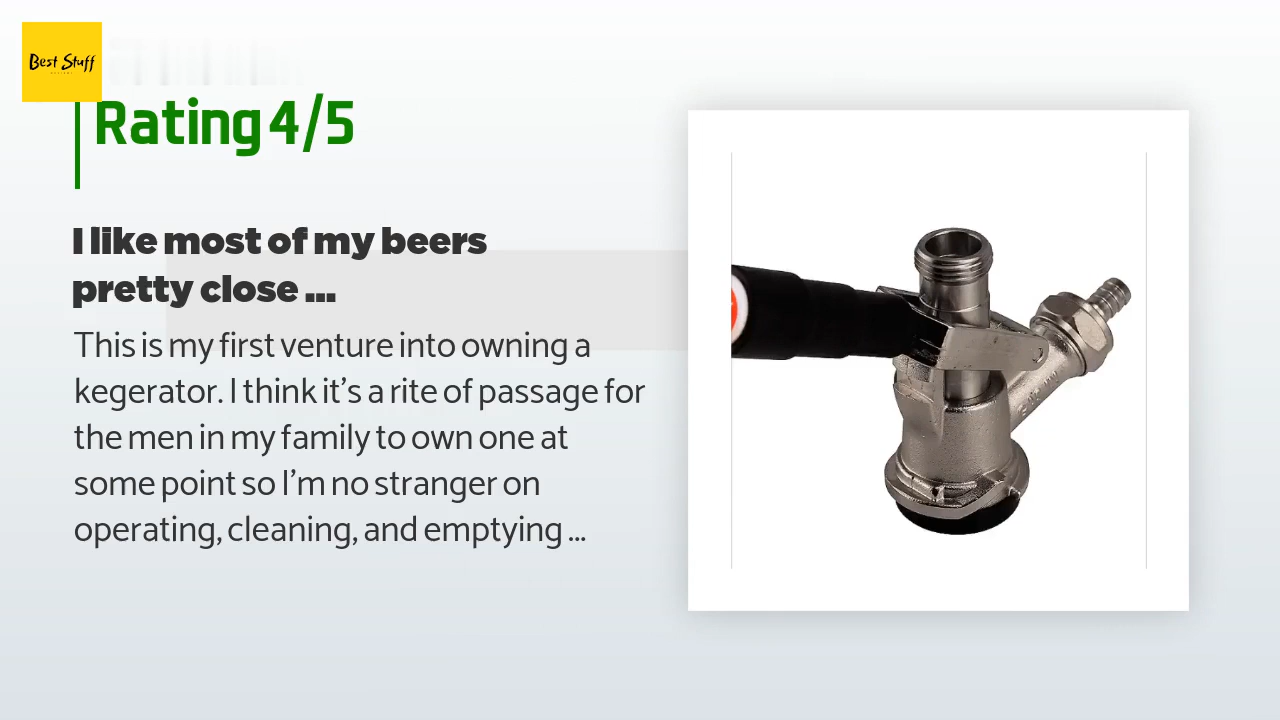 Best Stuff
Rating 4/5
I like most of my beers
pretty close ...
This is my first venture into owning a
kegerator. I think it's a rite of passage for
the men in my family to own one at
some point so I'm no stranger on
operating, cleaning, and emptying ...